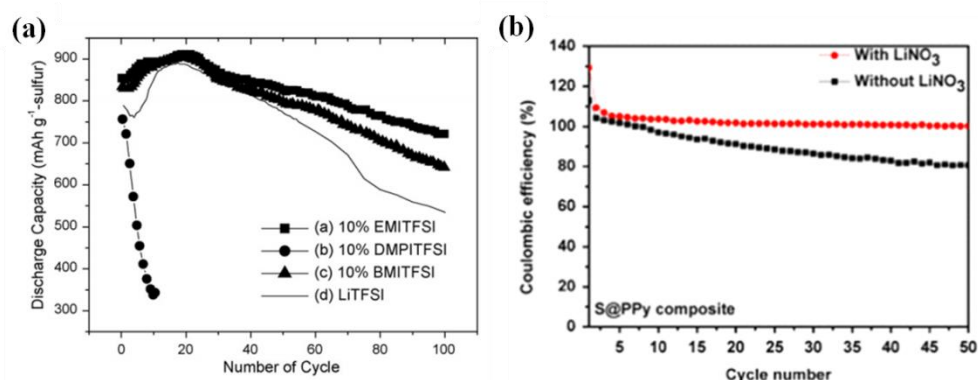 (a)
Discharge Capacity (mAh g⁻¹-sulfur)
900
800
700
600
500
400
300
(a) 10% EMITFSI
(b) 10% DMPITFSI
(c) 10% BMITFSI
(d) LiTFSI
0 20 40 60 80 100
Number of Cycle
(b)
Coulombic efficiency (%)
140
120
100
80
60
40
20
0
With LiNO₃
Without LiNO₃
S@PPy composite
5 10 15 20 25 30 35 40 45 50
Cycle number